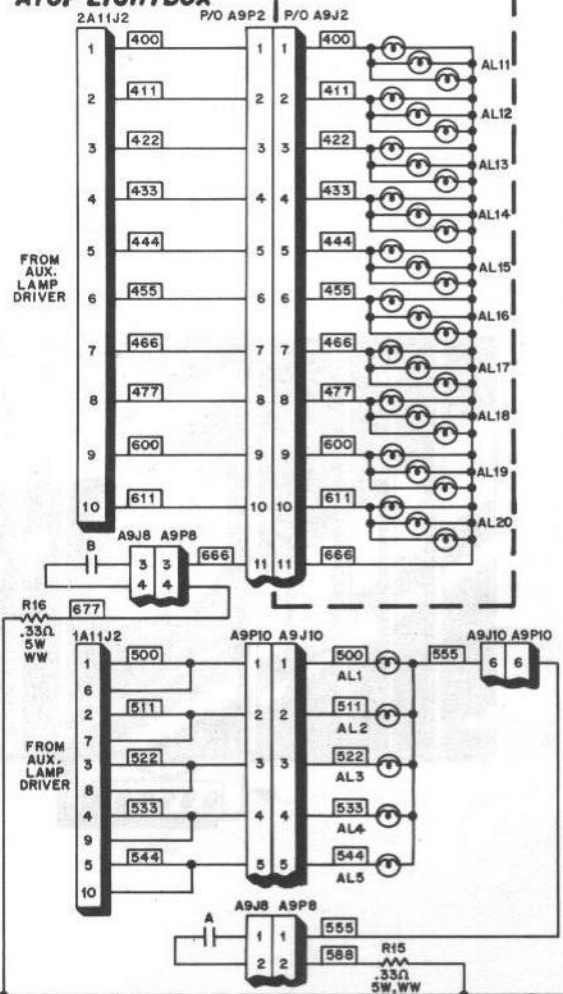 ATOP LIGHTBOX
2A11J2 P/O A9P2 P/O A9J2
1 400 1 1 400 AL11
2 411 2 2 411 AL12
3 422 3 3 422 AL13
4 433 4 4 433 AL14
5 444 5 5 444 AL15
FROM
AUX.
LAMP
DRIVER
6 455 6 6 455 AL16
7 466 7 7 466 AL17
8 477 8 8 477 AL18
9 600 9 9 600 AL19
10 611 10 10 611 AL20
A9J8 A9P8
B 3 3 666 11 11 666
4 4
R16 677
.33Ω
5W
WW
1A11J2 A9P10 A9J10 A9J10 A9P10
1 500 1 1 500 555 6 6
AL1
6
2 511 2 2 511
AL2
7
3 522 3 3 522
AL3
FROM
AUX.
LAMP
DRIVER
8
4 533 4 4 533
AL4
9
5 544 5 5 544
AL5
10
A9J8 A9P8
A 1 1 555
2 2 588 R15
.33Ω
5W,WW